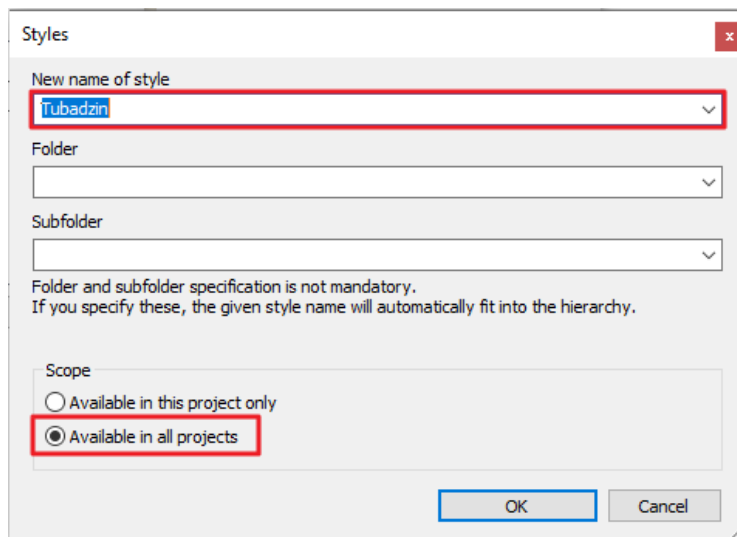 Styles
x
New name of style
Tubadzin
Folder
Subfolder
Folder and subfolder specification is not mandatory.
If you specify these, the given style name will automatically fit into the hierarchy.
Scope
Available in this project only
Available in all projects
OK
Cancel